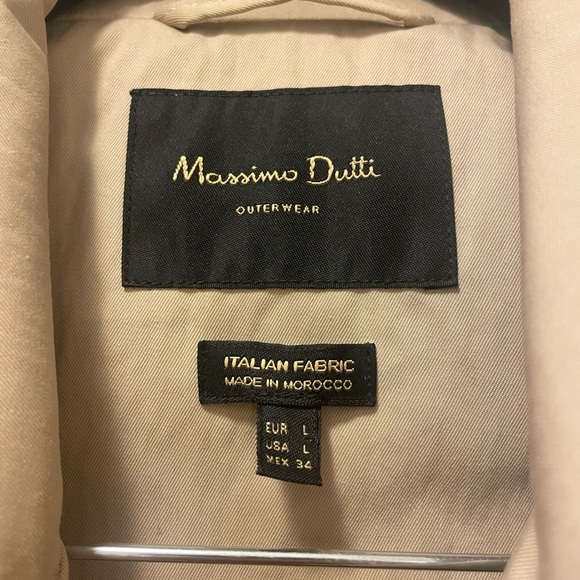 Massimo Dutti
OUTERWEAR
ITALIAN FABRIC
MADE IN MOROCCO
EUR L
USA L
MEX 34